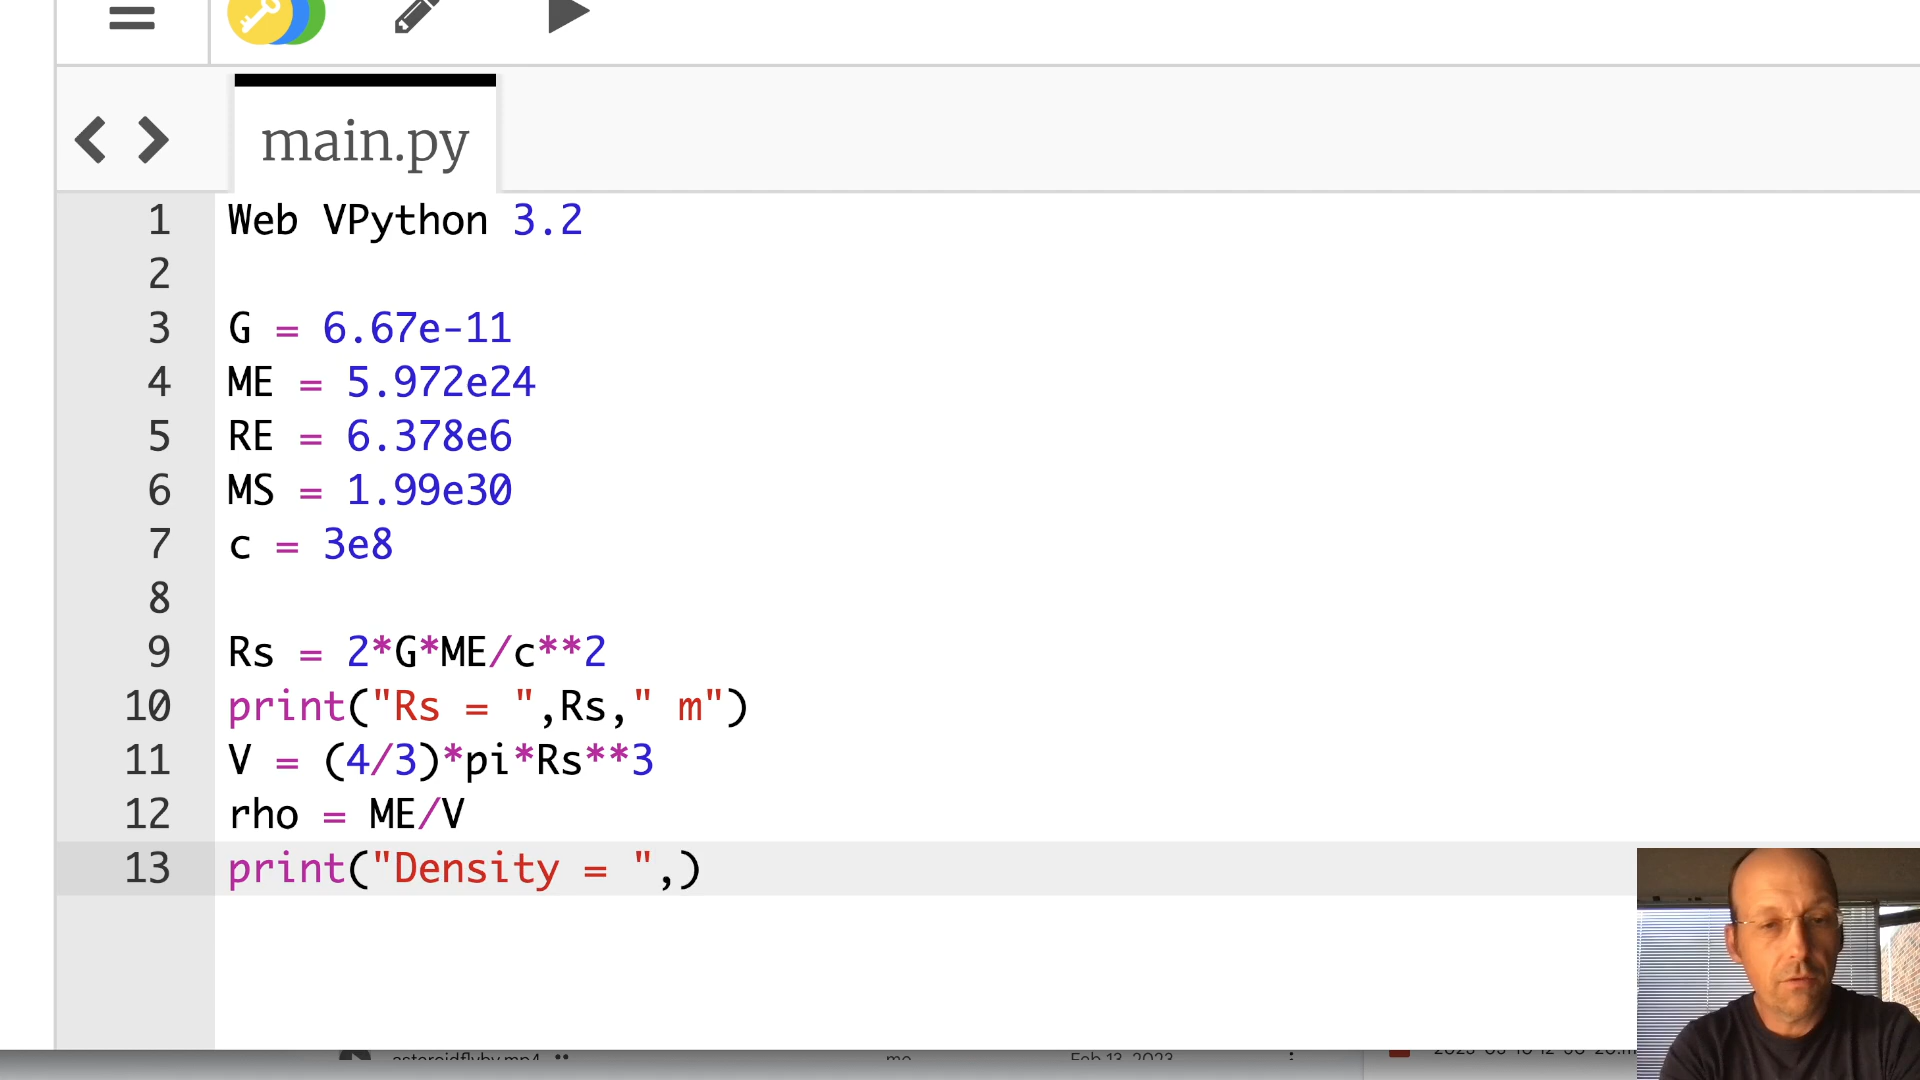 main.py
1 Web VPython 3.2
2
3 G = 6.67e-11
4 ME = 5.972e24
5 RE = 6.378e6
6 MS = 1.99e30
7 c = 3e8
8
9 Rs = 2*G*ME/c**2
10 print("Rs = ",Rs," m")
11 V = (4/3)*pi*Rs**3
12 rho = ME/V
13 print("Density = ",)
asteroidflyby.mp4 me Feb 13, 2023